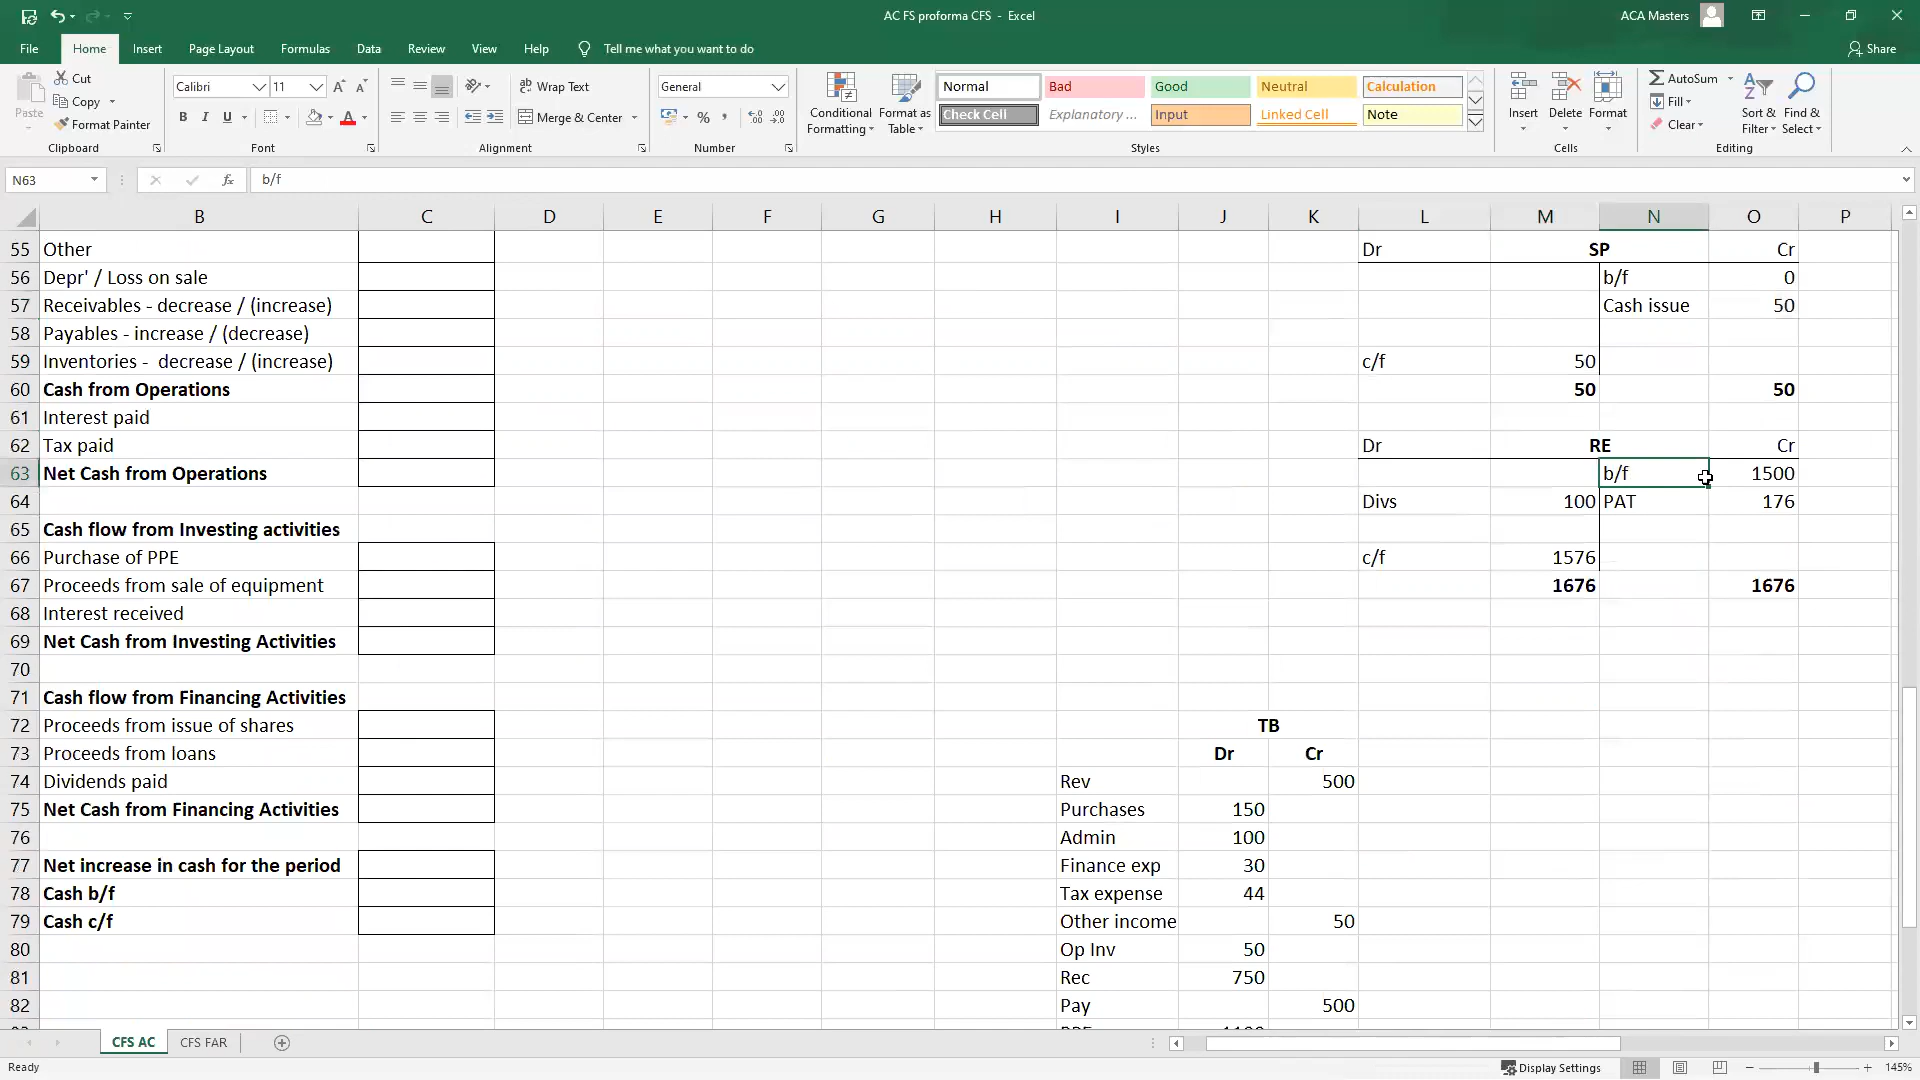 AC FS proforma CFS - Excel
ACA Masters
File Home Insert Page Layout Formulas Data Review View Help Tell me what you want to do
Share
Paste
Cut
Copy
Format Painter
Clipboard
Calibri 11
B I U
Font
Wrap Text
Merge & Center
Alignment
General
Number
Conditional Formatting
Format as Table
Normal Bad Good Neutral Calculation
Check Cell Explanatory ... Input Linked Cell Note
Styles
Insert Delete Format
Cells
AutoSum
Fill
Clear
Sort & Filter
Find & Select
Editing
N63 fx b/f
B C D E F G H I J K L M N O P
55 Other Dr SP Cr
56 Depr' / Loss on sale b/f 0
57 Receivables - decrease / (increase) Cash issue 50
58 Payables - increase / (decrease)
59 Inventories - decrease / (increase) c/f 50
60 Cash from Operations 50 50
61 Interest paid
62 Tax paid Dr RE Cr
63 Net Cash from Operations b/f 1500
64 Divs 100 PAT 176
65 Cash flow from Investing activities
66 Purchase of PPE c/f 1576
67 Proceeds from sale of equipment 1676 1676
68 Interest received
69 Net Cash from Investing Activities
70
71 Cash flow from Financing Activities
72 Proceeds from issue of shares TB
73 Proceeds from loans Dr Cr
74 Dividends paid Rev 500
75 Net Cash from Financing Activities Purchases 150
76 Admin 100
77 Net increase in cash for the period Finance exp 30
78 Cash b/f Tax expense 44
79 Cash c/f Other income 50
80 Op Inv 50
81 Rec 750
82 Pay 500
CFS AC CFS FAR
Ready
Display Settings
145%